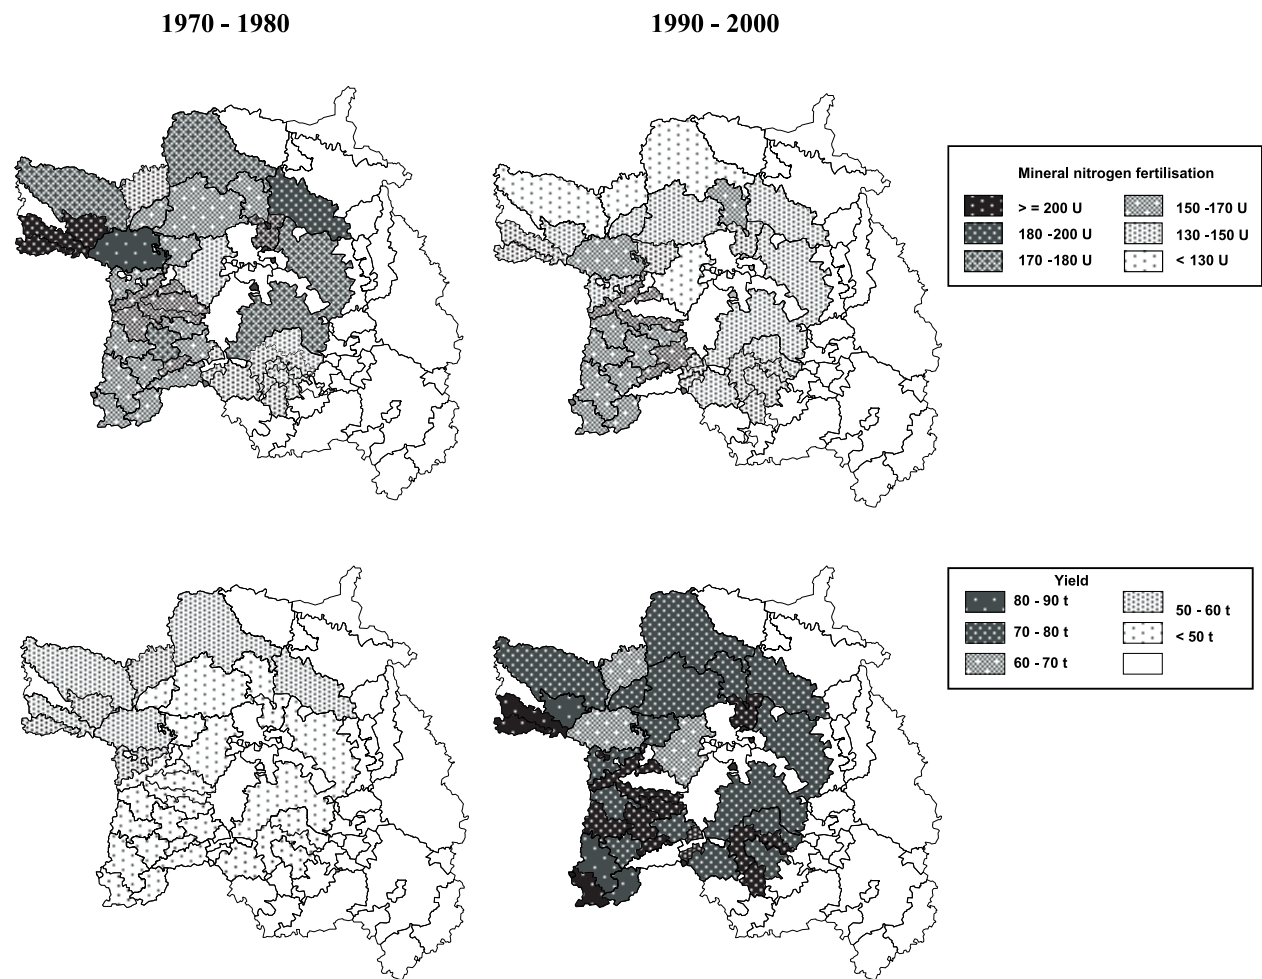 1970 - 1980
1990 - 2000
Mineral nitrogen fertilisation
> = 200 U
150 -170 U
180 -200 U
130 -150 U
170 -180 U
< 130 U
Yield
80 - 90 t
50 - 60 t
70 - 80 t
< 50 t
60 - 70 t